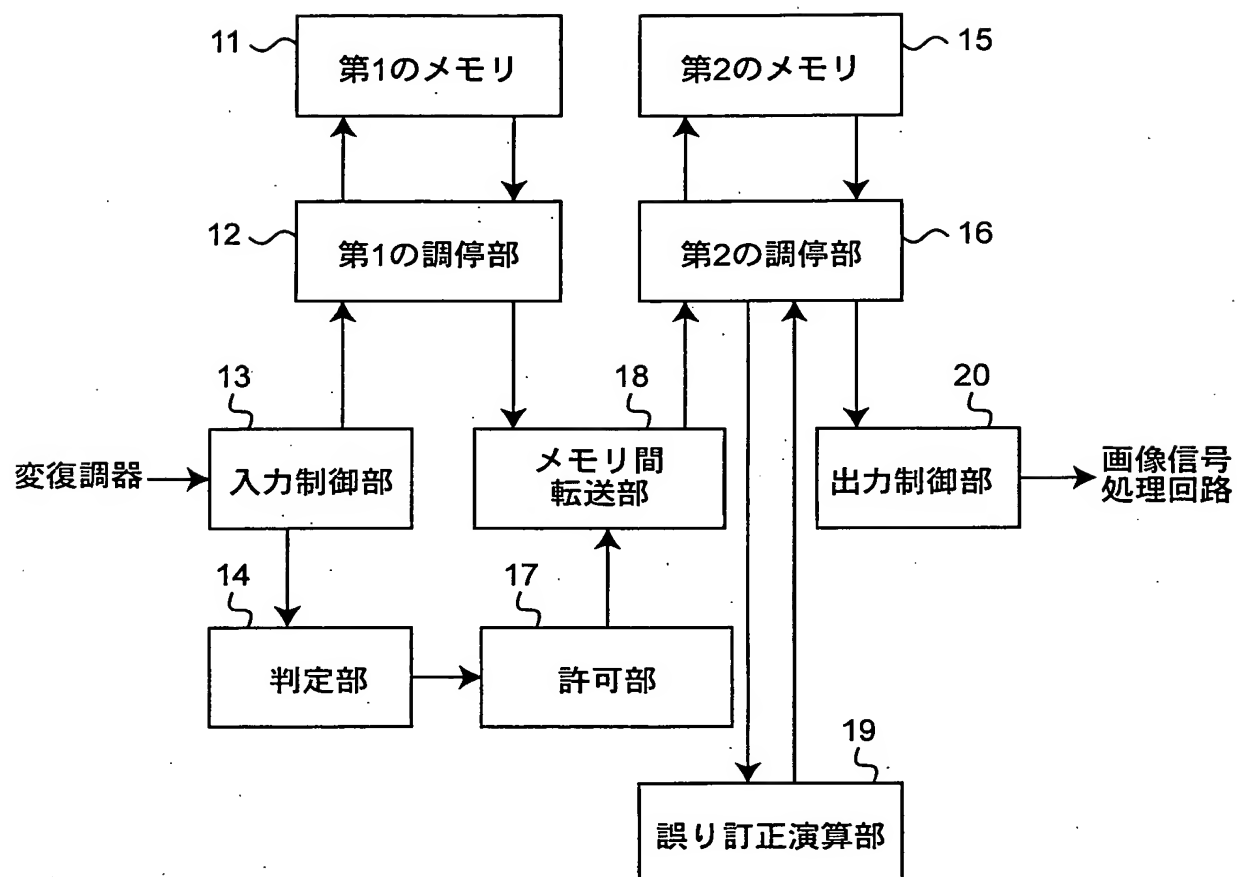 11
第1のメモリ
第2のメモリ
15
12
第1の調停部
第2の調停部
16
13
18
20
変復調器
入力制御部
メモリ間
転送部
出力制御部
画像信号
処理回路
14
17
判定部
許可部
19
誤り訂正演算部